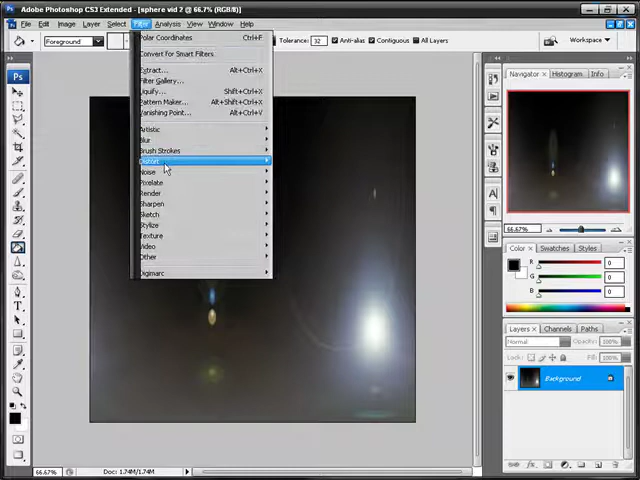 Adobe Photoshop CS3 Extended - [sphere vid 2 @ 66.7% (RGB/8)]
File Edit Image Layer Select Filter Analysis View Window Help
Foreground Tolerance: 32 Anti-alias Contiguous All Layers Workspace
Polar Coordinates Ctrl+F
Convert for Smart Filters
Extract... Alt+Ctrl+X
Filter Gallery...
Liquify... Shift+Ctrl+X
Pattern Maker... Alt+Shift+Ctrl+X
Vanishing Point... Alt+Ctrl+V
Artistic
Blur
Brush Strokes
Distort
Noise
Pixelate
Render
Sharpen
Sketch
Stylize
Texture
Video
Other
Digimarc
Ps
Navigator Histogram Info
66.67%
Color Swatches Styles
R 0
G 0
B 0
Layers Channels Paths
Normal Opacity: 100%
Lock: Fill: 100%
Background
66.67% Doc: 1.74M/1.74M